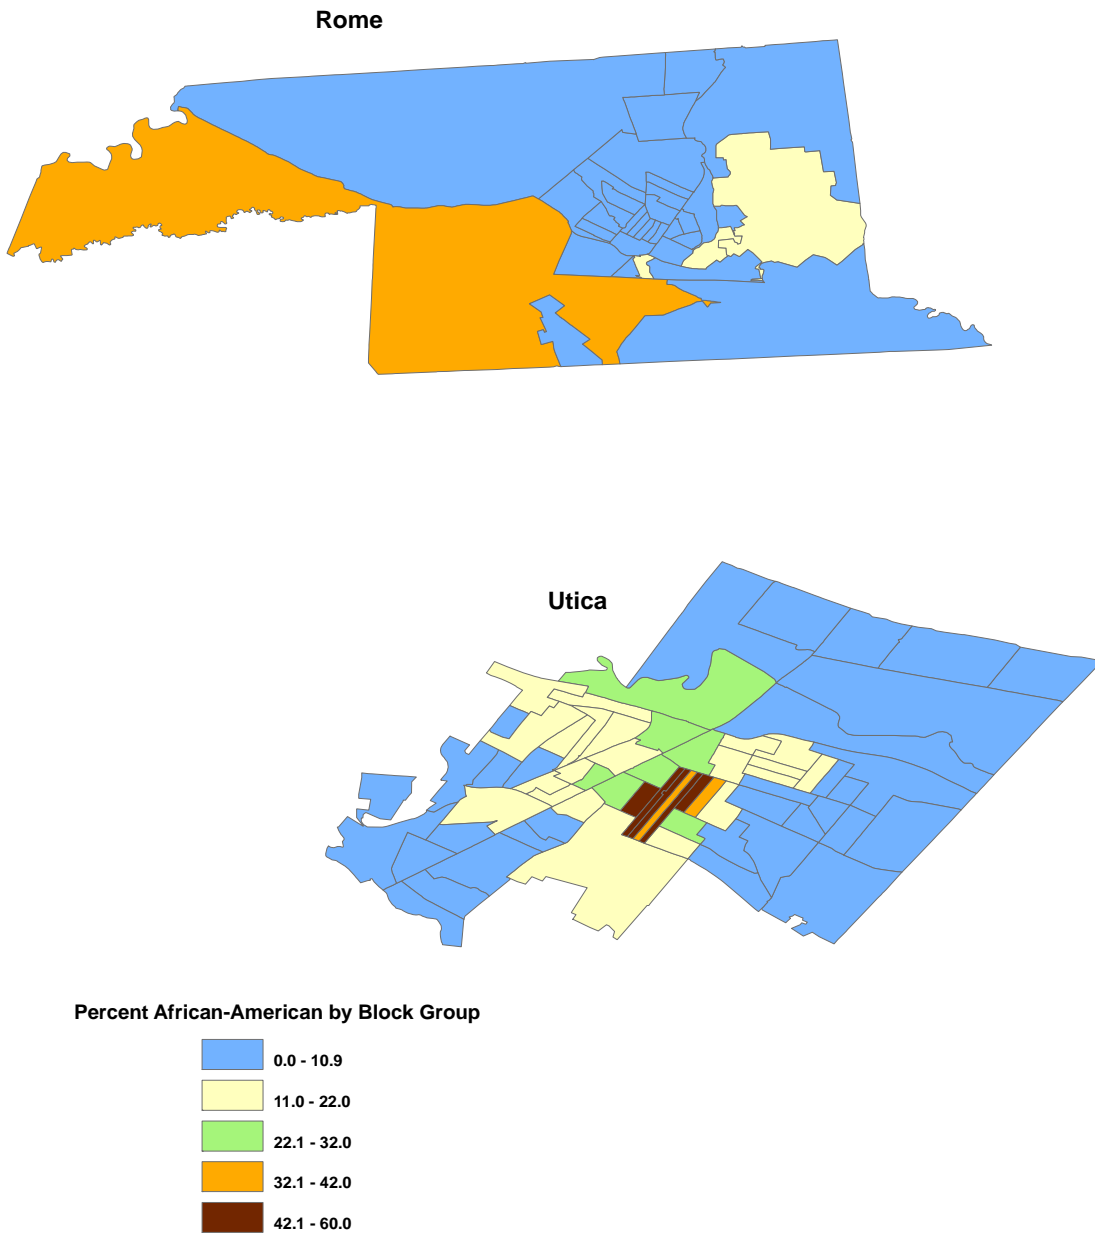 Rome
Utica
Percent African-American by Block Group
0.0 - 10.9
11.0 - 22.0
22.1 - 32.0
32.1 - 42.0
42.1 - 60.0